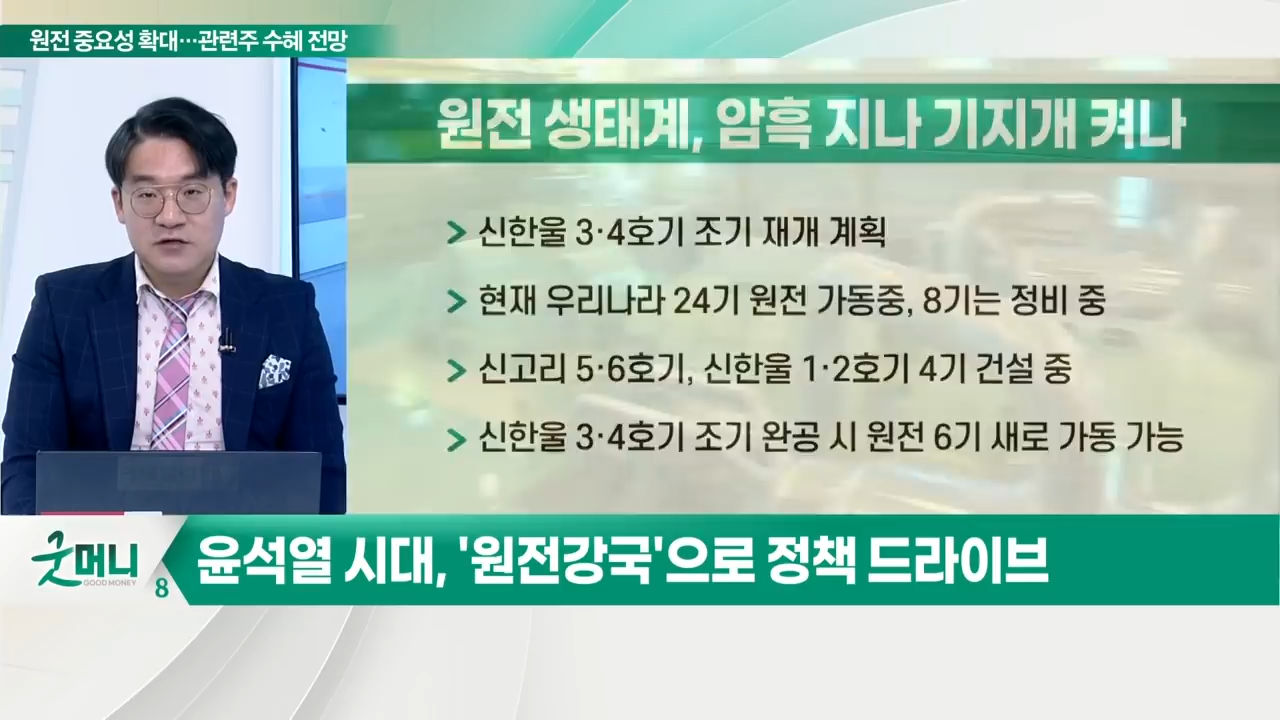 원전 중요성 확대…관련주 수혜 전망
원전 생태계, 암흑 지나 기지개 켜나
> 신한울 3·4호기 조기 재개 계획
> 현재 우리나라 24기 원전 가동중, 8기는 정비 중
> 신고리 5·6호기, 신한울 1·2호기 4기 건설 중
> 신한울 3·4호기 조기 완공 시 원전 6기 새로 가동 가능
굿머니
GOOD MONEY
8
윤석열 시대, '원전강국'으로 정책 드라이브